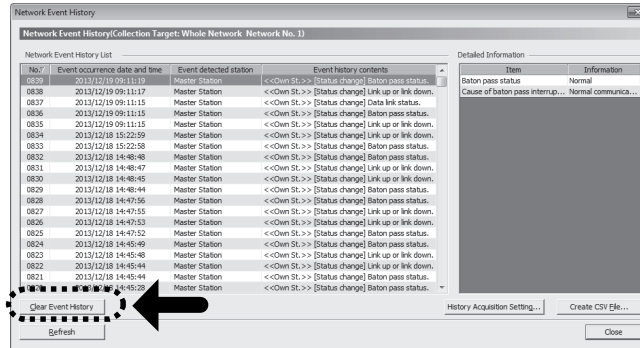 Network Event History
Network Event History(Collection Target: Whole Network Network No. 1)
Network Event History List
Detailed Information
No. Event occurrence date and time Event detected station Event history contents
Item Information
0839 2013/12/19 09:11:19 Master Station <<Own St.>> [Status change] Baton pass status.
Baton pass status Normal
0838 2013/12/19 09:11:17 Master Station <<Own St.>> [Status change] Link up or link down.
Cause of baton pass interrup... Normal communica...
0837 2013/12/19 09:11:15 Master Station <<Own St.>> [Status change] Data link status.
0836 2013/12/19 09:11:15 Master Station <<Own St.>> [Status change] Baton pass status.
0835 2013/12/19 09:11:15 Master Station <<Own St.>> [Status change] Link up or link down.
0834 2013/12/18 15:22:59 Master Station <<Own St.>> [Status change] Link up or link down.
0833 2013/12/18 15:22:58 Master Station <<Own St.>> [Status change] Baton pass status.
0832 2013/12/18 14:48:48 Master Station <<Own St.>> [Status change] Baton pass status.
0831 2013/12/18 14:48:47 Master Station <<Own St.>> [Status change] Link up or link down.
0830 2013/12/18 14:48:45 Master Station <<Own St.>> [Status change] Link up or link down.
0829 2013/12/18 14:48:44 Master Station <<Own St.>> [Status change] Baton pass status.
0828 2013/12/18 14:47:56 Master Station <<Own St.>> [Status change] Baton pass status.
0827 2013/12/18 14:47:55 Master Station <<Own St.>> [Status change] Link up or link down.
0826 2013/12/18 14:47:53 Master Station <<Own St.>> [Status change] Link up or link down.
0825 2013/12/18 14:47:52 Master Station <<Own St.>> [Status change] Baton pass status.
0824 2013/12/18 14:45:49 Master Station <<Own St.>> [Status change] Baton pass status.
0823 2013/12/18 14:45:48 Master Station <<Own St.>> [Status change] Link up or link down.
0822 2013/12/18 14:45:44 Master Station <<Own St.>> [Status change] Link up or link down.
0821 2013/12/18 14:45:44 Master Station <<Own St.>> [Status change] Baton pass status.
0820 2013/12/18 14:45:28 Master Station <<Own St.>> [Status change] Baton pass status.
Clear Event History
History Acquisition Setting...
Create CSV File...
Refresh
Close